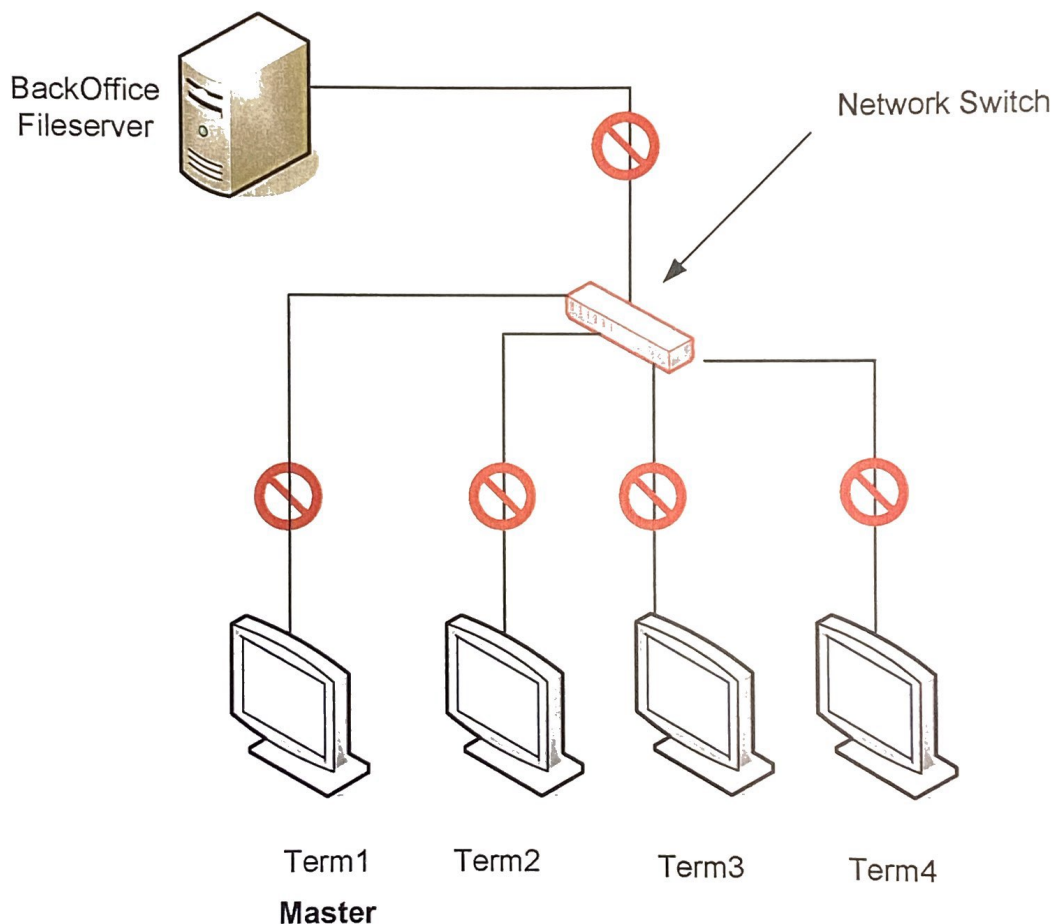 BackOffice
Fileserver
Network Switch
Term1
Master
Term2
Term3
Term4